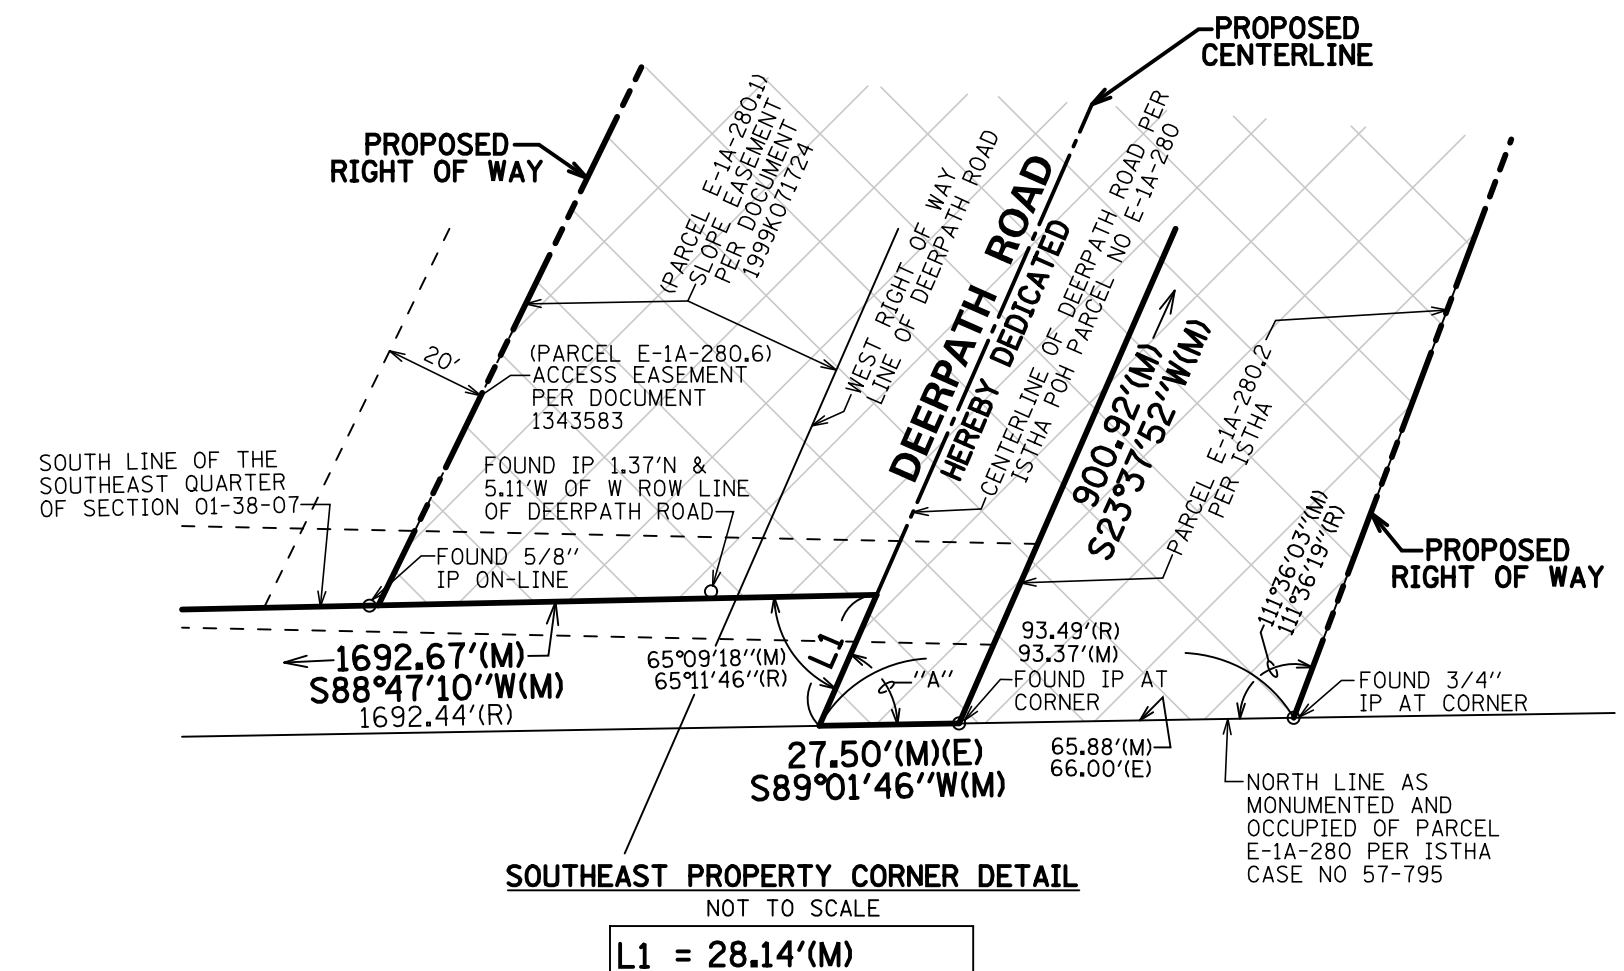 PROPOSED
CENTERLINE
PROPOSED
RIGHT OF WAY
(PARCEL E-1A-280.1)
SLOPE EASEMENT
PER DOCUMENT
1999K071724
WEST RIGHT OF WAY
LINE OF DEERPATH ROAD
DEERPATH ROAD
HEREBY DEDICATED
CENTERLINE OF DEERPATH ROAD PER
ISTHA POH PARCEL NO E-1A-280
20'
(PARCEL E-1A-280.6)
ACCESS EASEMENT
PER DOCUMENT
1343583
900.92'(M)
S23°37'52"W(M)
PARCEL E-1A-280.2
PER ISTHA
SOUTH LINE OF THE
SOUTHEAST QUARTER
OF SECTION 01-38-07
FOUND IP 1.37'N &
5.11'W OF W ROW LINE
OF DEERPATH ROAD
111°36'03"(M)
111°36'19"(R)
PROPOSED
RIGHT OF WAY
FOUND 5/8"
IP ON-LINE
1692.67'(M)
S88°47'10"W(M)
1692.44'(R)
65°09'18"(M)
65°11'46"(R)
L1
"A"
93.49'(R)
93.37'(M)
FOUND IP AT
CORNER
FOUND 3/4"
IP AT CORNER
27.50'(M)(E)
S89°01'46"W(M)
65.88'(M)
66.00'(E)
NORTH LINE AS
MONUMENTED AND
OCCUPIED OF PARCEL
E-1A-280 PER ISTHA
CASE NO 57-795
SOUTHEAST PROPERTY CORNER DETAIL
NOT TO SCALE
L1 = 28.14'(M)